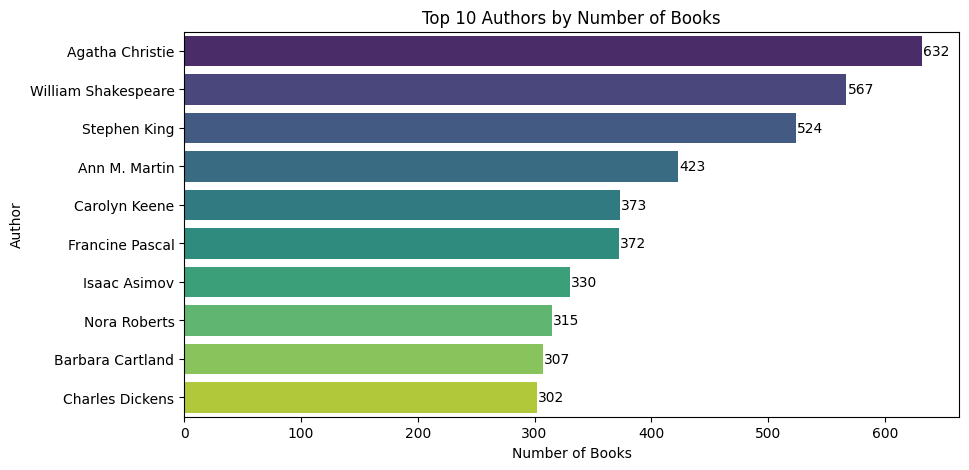 Top 10 Authors by Number of Books
Author
Agatha Christie 632
William Shakespeare 567
Stephen King 524
Ann M. Martin 423
Carolyn Keene 373
Francine Pascal 372
Isaac Asimov 330
Nora Roberts 315
Barbara Cartland 307
Charles Dickens 302
0 100 200 300 400 500 600
Number of Books